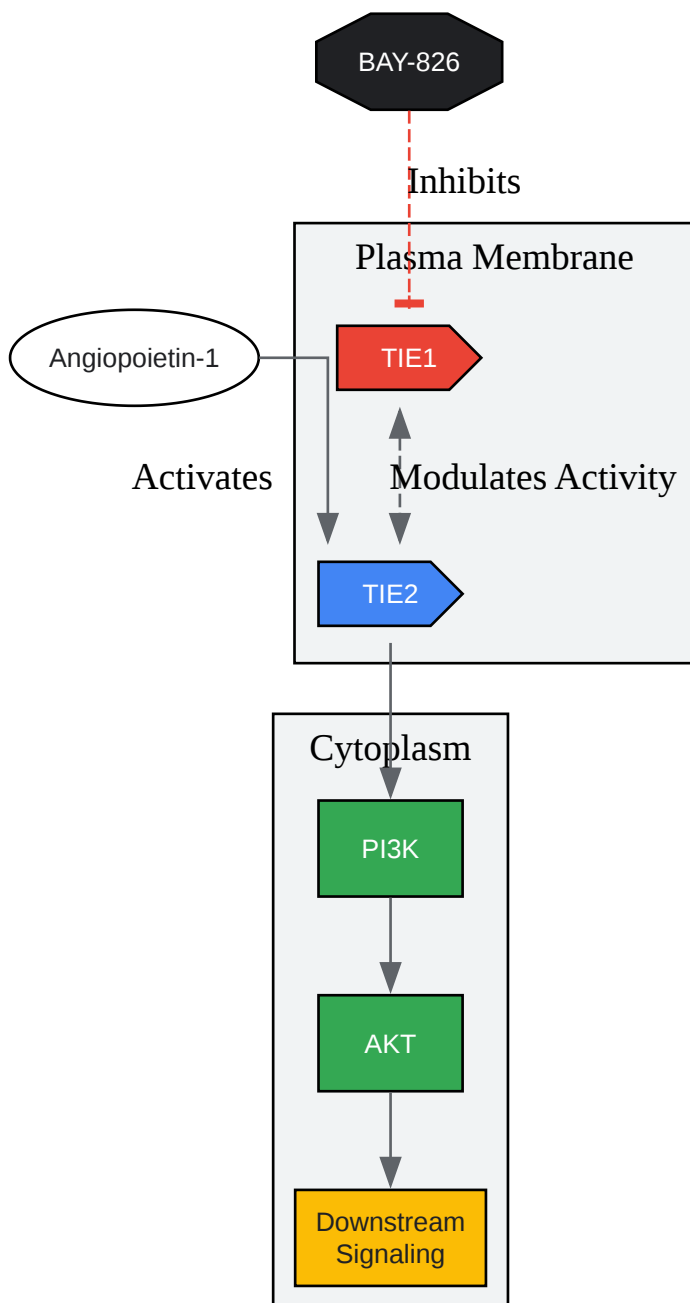 BAY-826
Inhibits
Plasma Membrane
Angiopoietin-1
TIE1
Activates
Modulates Activity
TIE2
Cytoplasm
PI3K
AKT
Downstream
Signaling